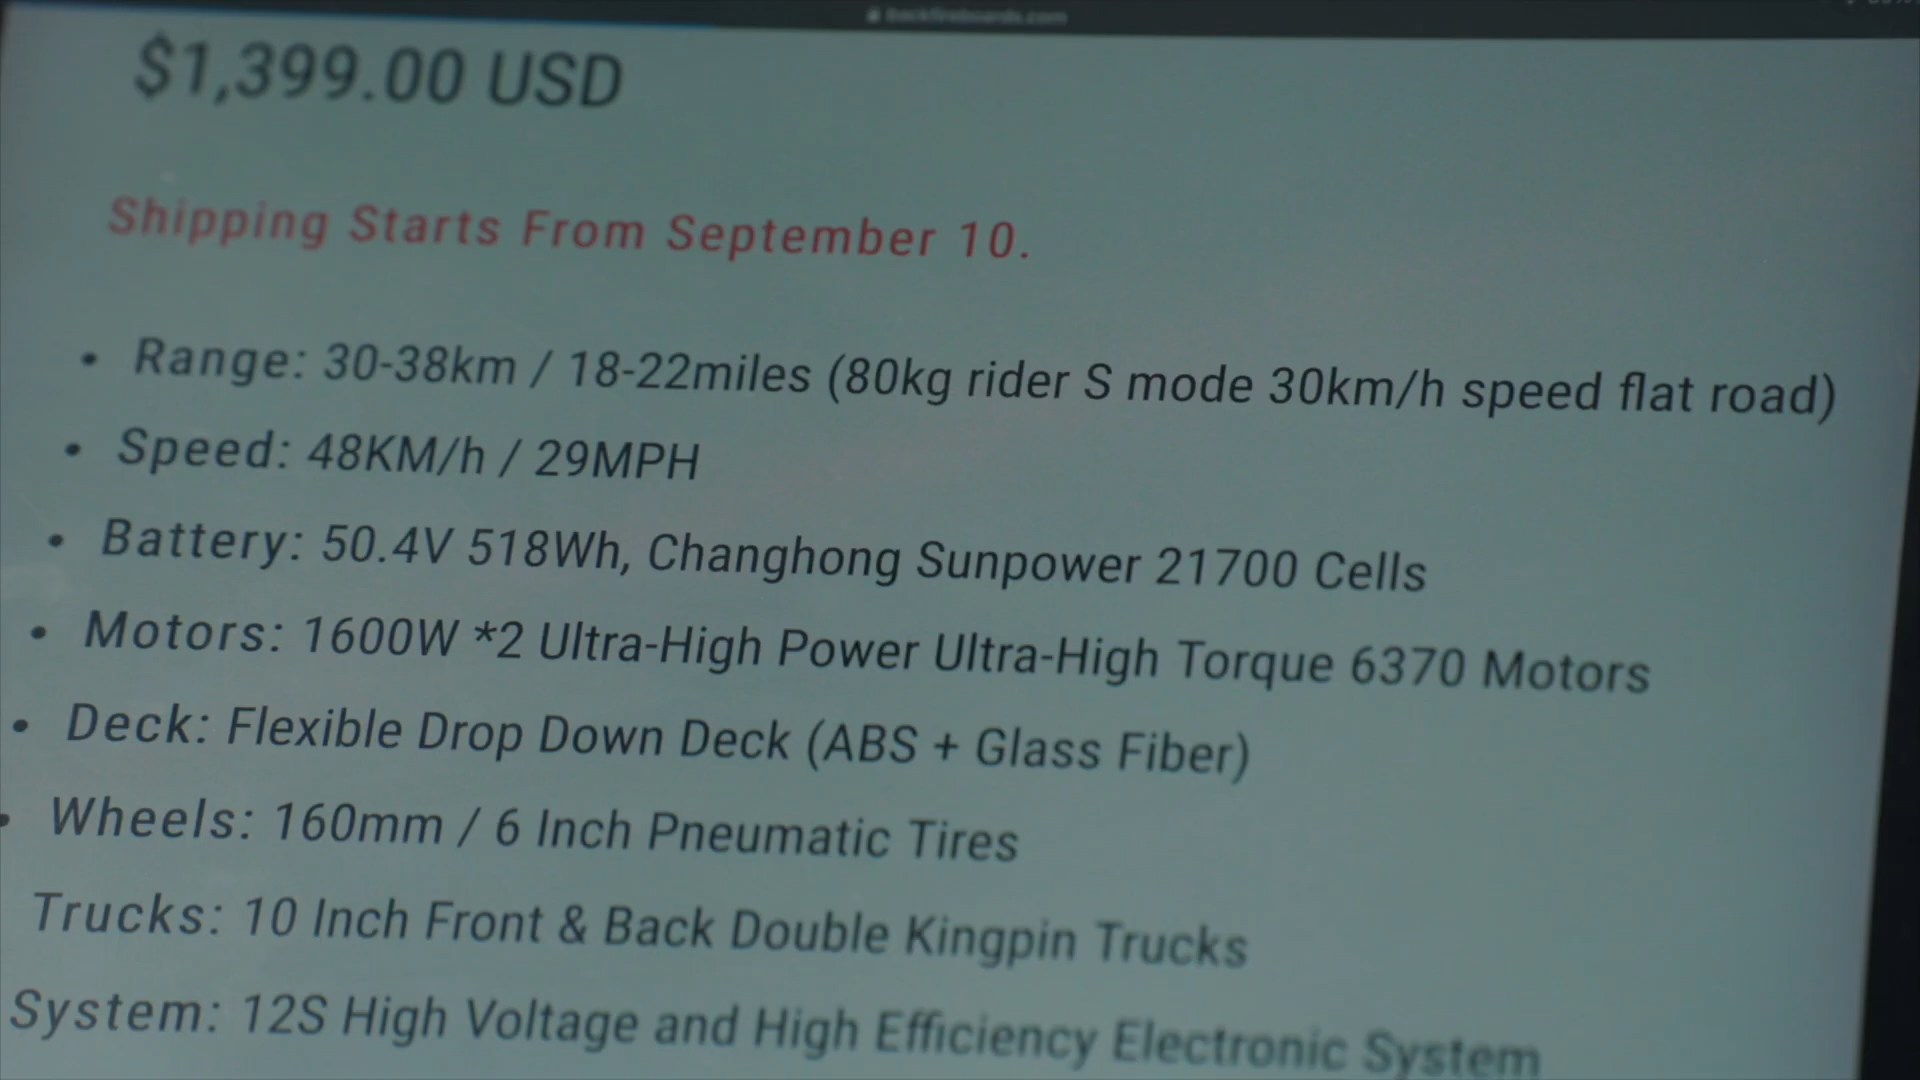 backfireboards.com
$1,399.00 USD
Shipping Starts From September 10.
• Range: 30-38km / 18-22miles (80kg rider S mode 30km/h speed flat road)
• Speed: 48KM/h / 29MPH
• Battery: 50.4V 518Wh, Changhong Sunpower 21700 Cells
• Motors: 1600W *2 Ultra-High Power Ultra-High Torque 6370 Motors
• Deck: Flexible Drop Down Deck (ABS + Glass Fiber)
• Wheels: 160mm / 6 Inch Pneumatic Tires
Trucks: 10 Inch Front & Back Double Kingpin Trucks
System: 12S High Voltage and High Efficiency Electronic System